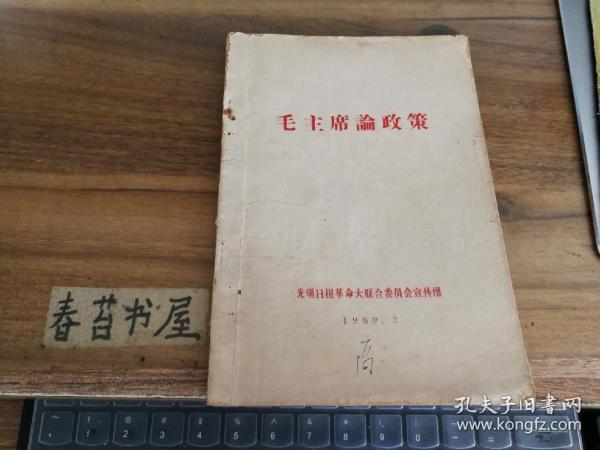 毛主席論政策
光明日报革命大联合委员会宣传组
1969.2
高
春苔书屋
孔夫子旧书网
www.kongfz.com